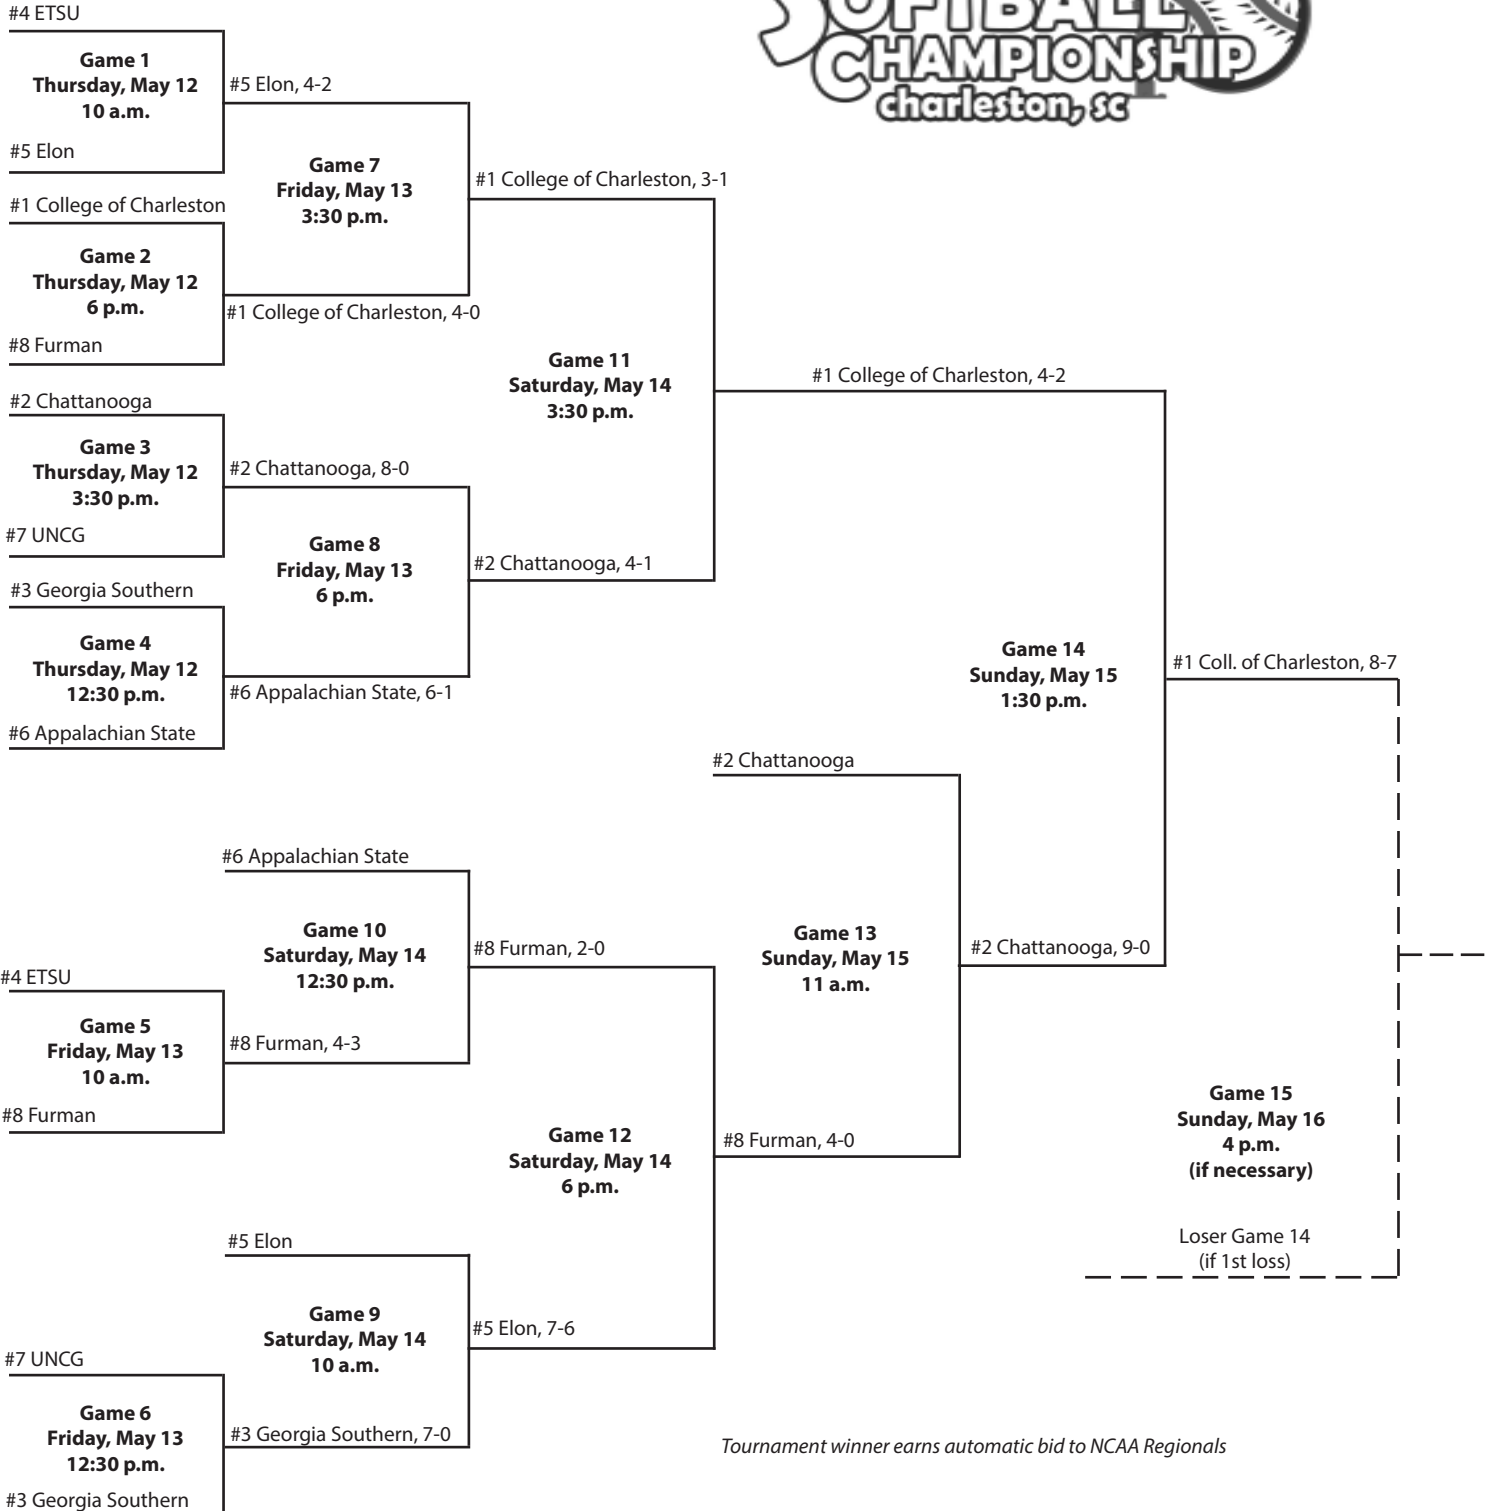 SOFTBALL
CHAMPIONSHIP
charleston, sc
#4 ETSU
Game 1
Thursday, May 12
10 a.m.
#5 Elon
#5 Elon, 4-2
#1 College of Charleston
Game 2
Thursday, May 12
6 p.m.
#8 Furman
#1 College of Charleston, 4-0
Game 7
Friday, May 13
3:30 p.m.
#1 College of Charleston, 3-1
#2 Chattanooga
Game 3
Thursday, May 12
3:30 p.m.
#7 UNCG
#2 Chattanooga, 8-0
#3 Georgia Southern
Game 4
Thursday, May 12
12:30 p.m.
#6 Appalachian State
#6 Appalachian State, 6-1
Game 8
Friday, May 13
6 p.m.
#2 Chattanooga, 4-1
Game 11
Saturday, May 14
3:30 p.m.
#1 College of Charleston, 4-2
Game 14
Sunday, May 15
1:30 p.m.
#1 Coll. of Charleston, 8-7
#2 Chattanooga
Game 13
Sunday, May 15
11 a.m.
#2 Chattanooga, 9-0
#6 Appalachian State
Game 10
Saturday, May 14
12:30 p.m.
#8 Furman, 2-0
#4 ETSU
Game 5
Friday, May 13
10 a.m.
#8 Furman
#8 Furman, 4-3
Game 12
Saturday, May 14
6 p.m.
#8 Furman, 4-0
#5 Elon
Game 9
Saturday, May 14
10 a.m.
#5 Elon, 7-6
#7 UNCG
Game 6
Friday, May 13
12:30 p.m.
#3 Georgia Southern
#3 Georgia Southern, 7-0
Game 15
Sunday, May 16
4 p.m.
(if necessary)
Loser Game 14
(if 1st loss)
Tournament winner earns automatic bid to NCAA Regionals